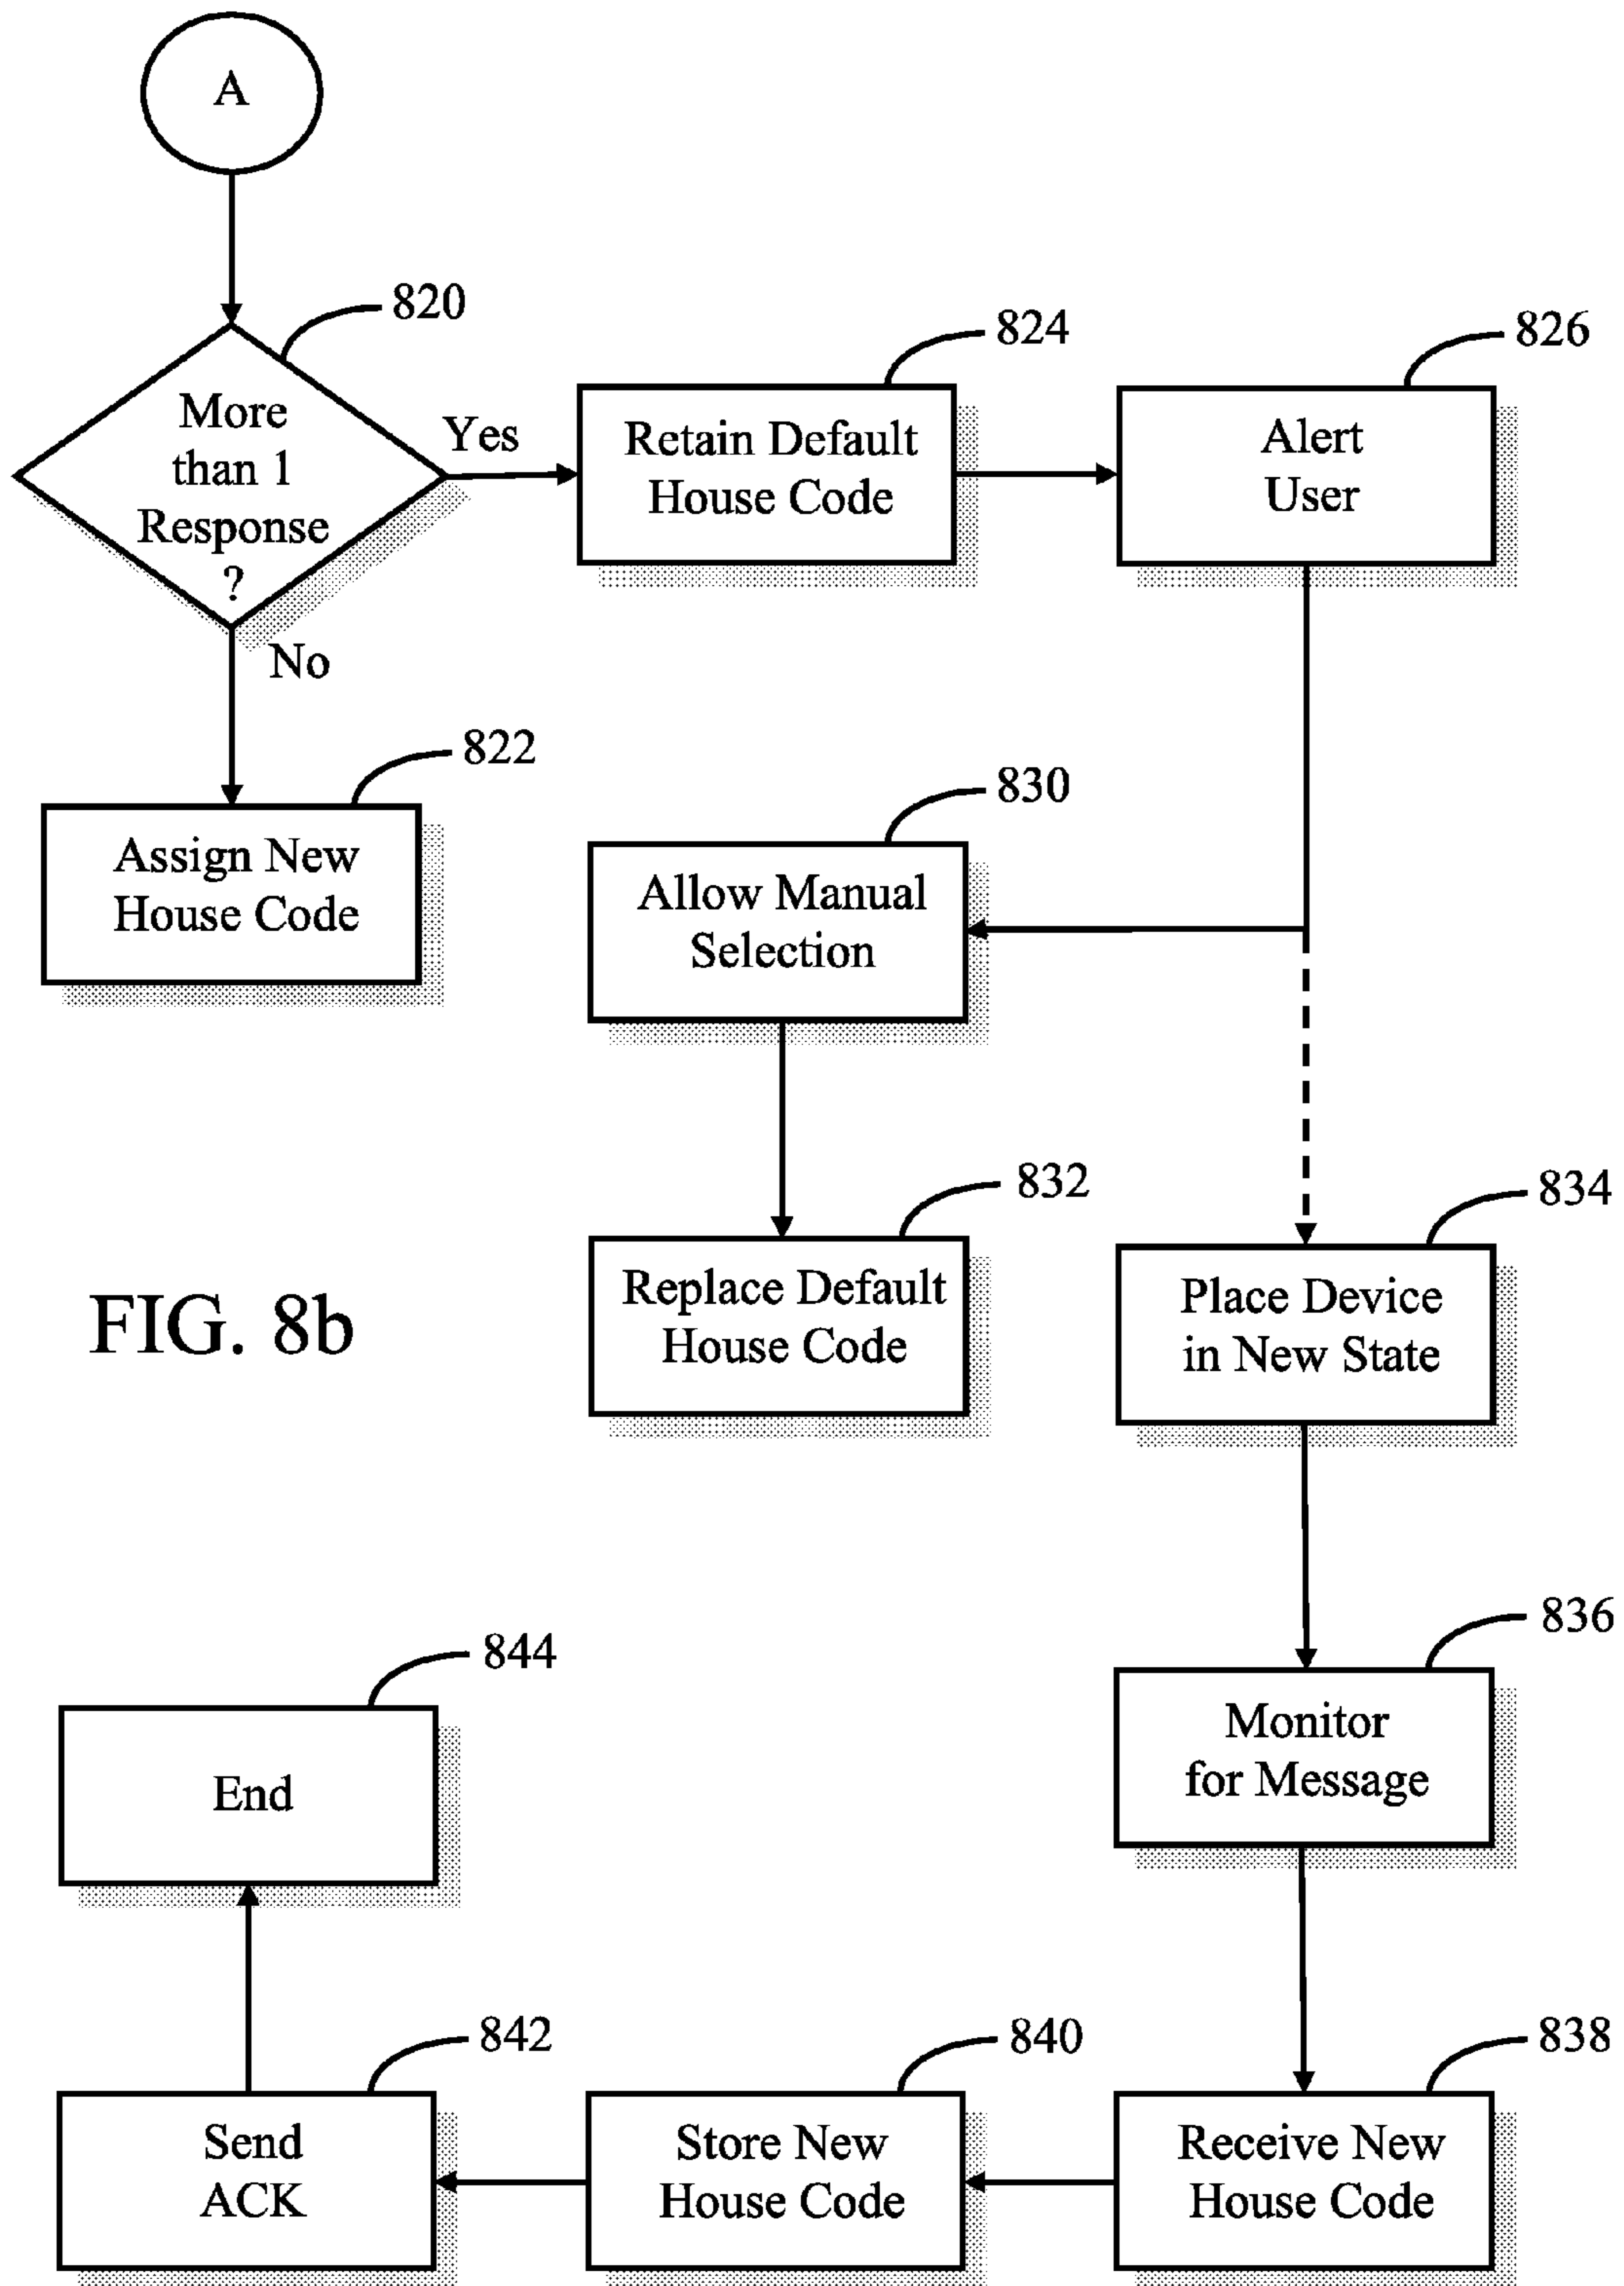 A
820
More
than 1
Response
?
Yes
No
824
Retain Default
House Code
826
Alert
User
822
Assign New
House Code
830
Allow Manual
Selection
832
Replace Default
House Code
834
Place Device
in New State
FIG. 8b
836
Monitor
for Message
844
End
842
Send
ACK
840
Store New
House Code
838
Receive New
House Code